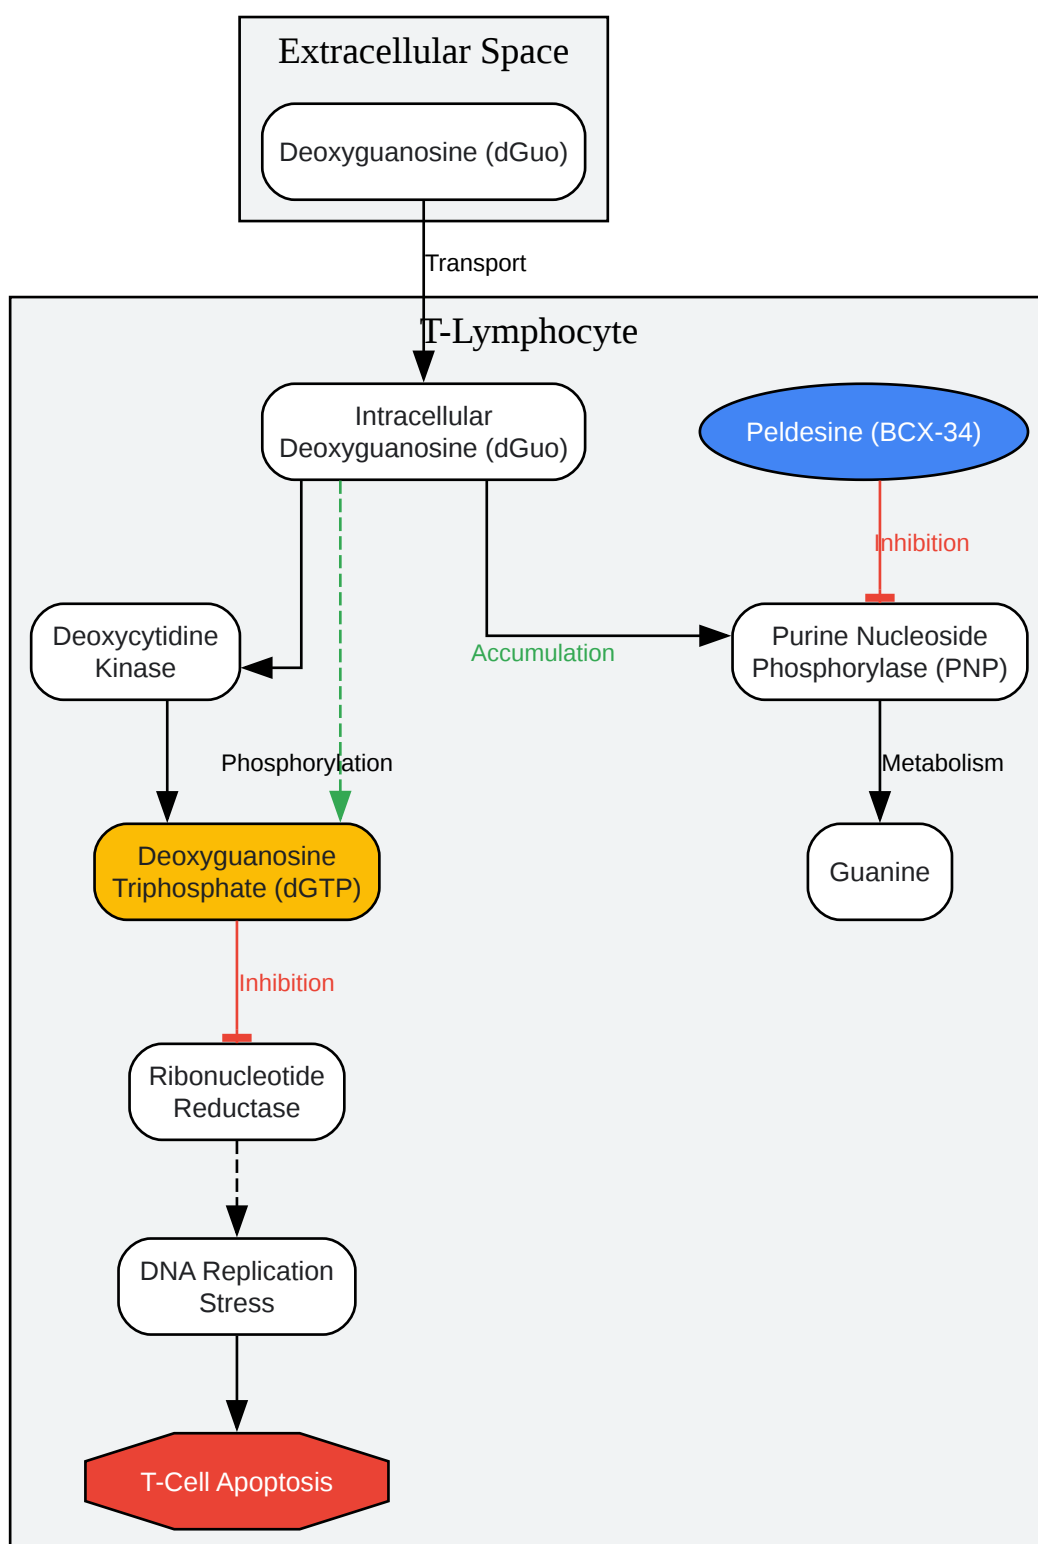 Extracellular Space
Deoxyguanosine (dGuo)
Transport
T-Lymphocyte
Intracellular
Deoxyguanosine (dGuo)
Peldesine (BCX-34)
Inhibition
Deoxycytidine
Kinase
Accumulation
Purine Nucleoside
Phosphorylase (PNP)
Phosphorylation
Metabolism
Deoxyguanosine
Triphosphate (dGTP)
Guanine
Inhibition
Ribonucleotide
Reductase
DNA Replication
Stress
T-Cell Apoptosis